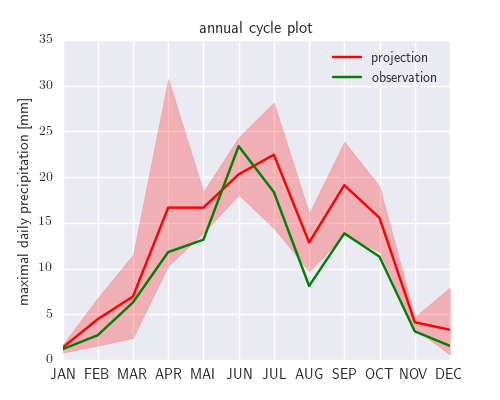 annual cycle plot
projection
observation
maximal daily precipitation [mm]
35
30
25
20
15
10
5
0
JAN FEB MAR APR MAI JUN JUL AUG SEP OCT NOV DEC